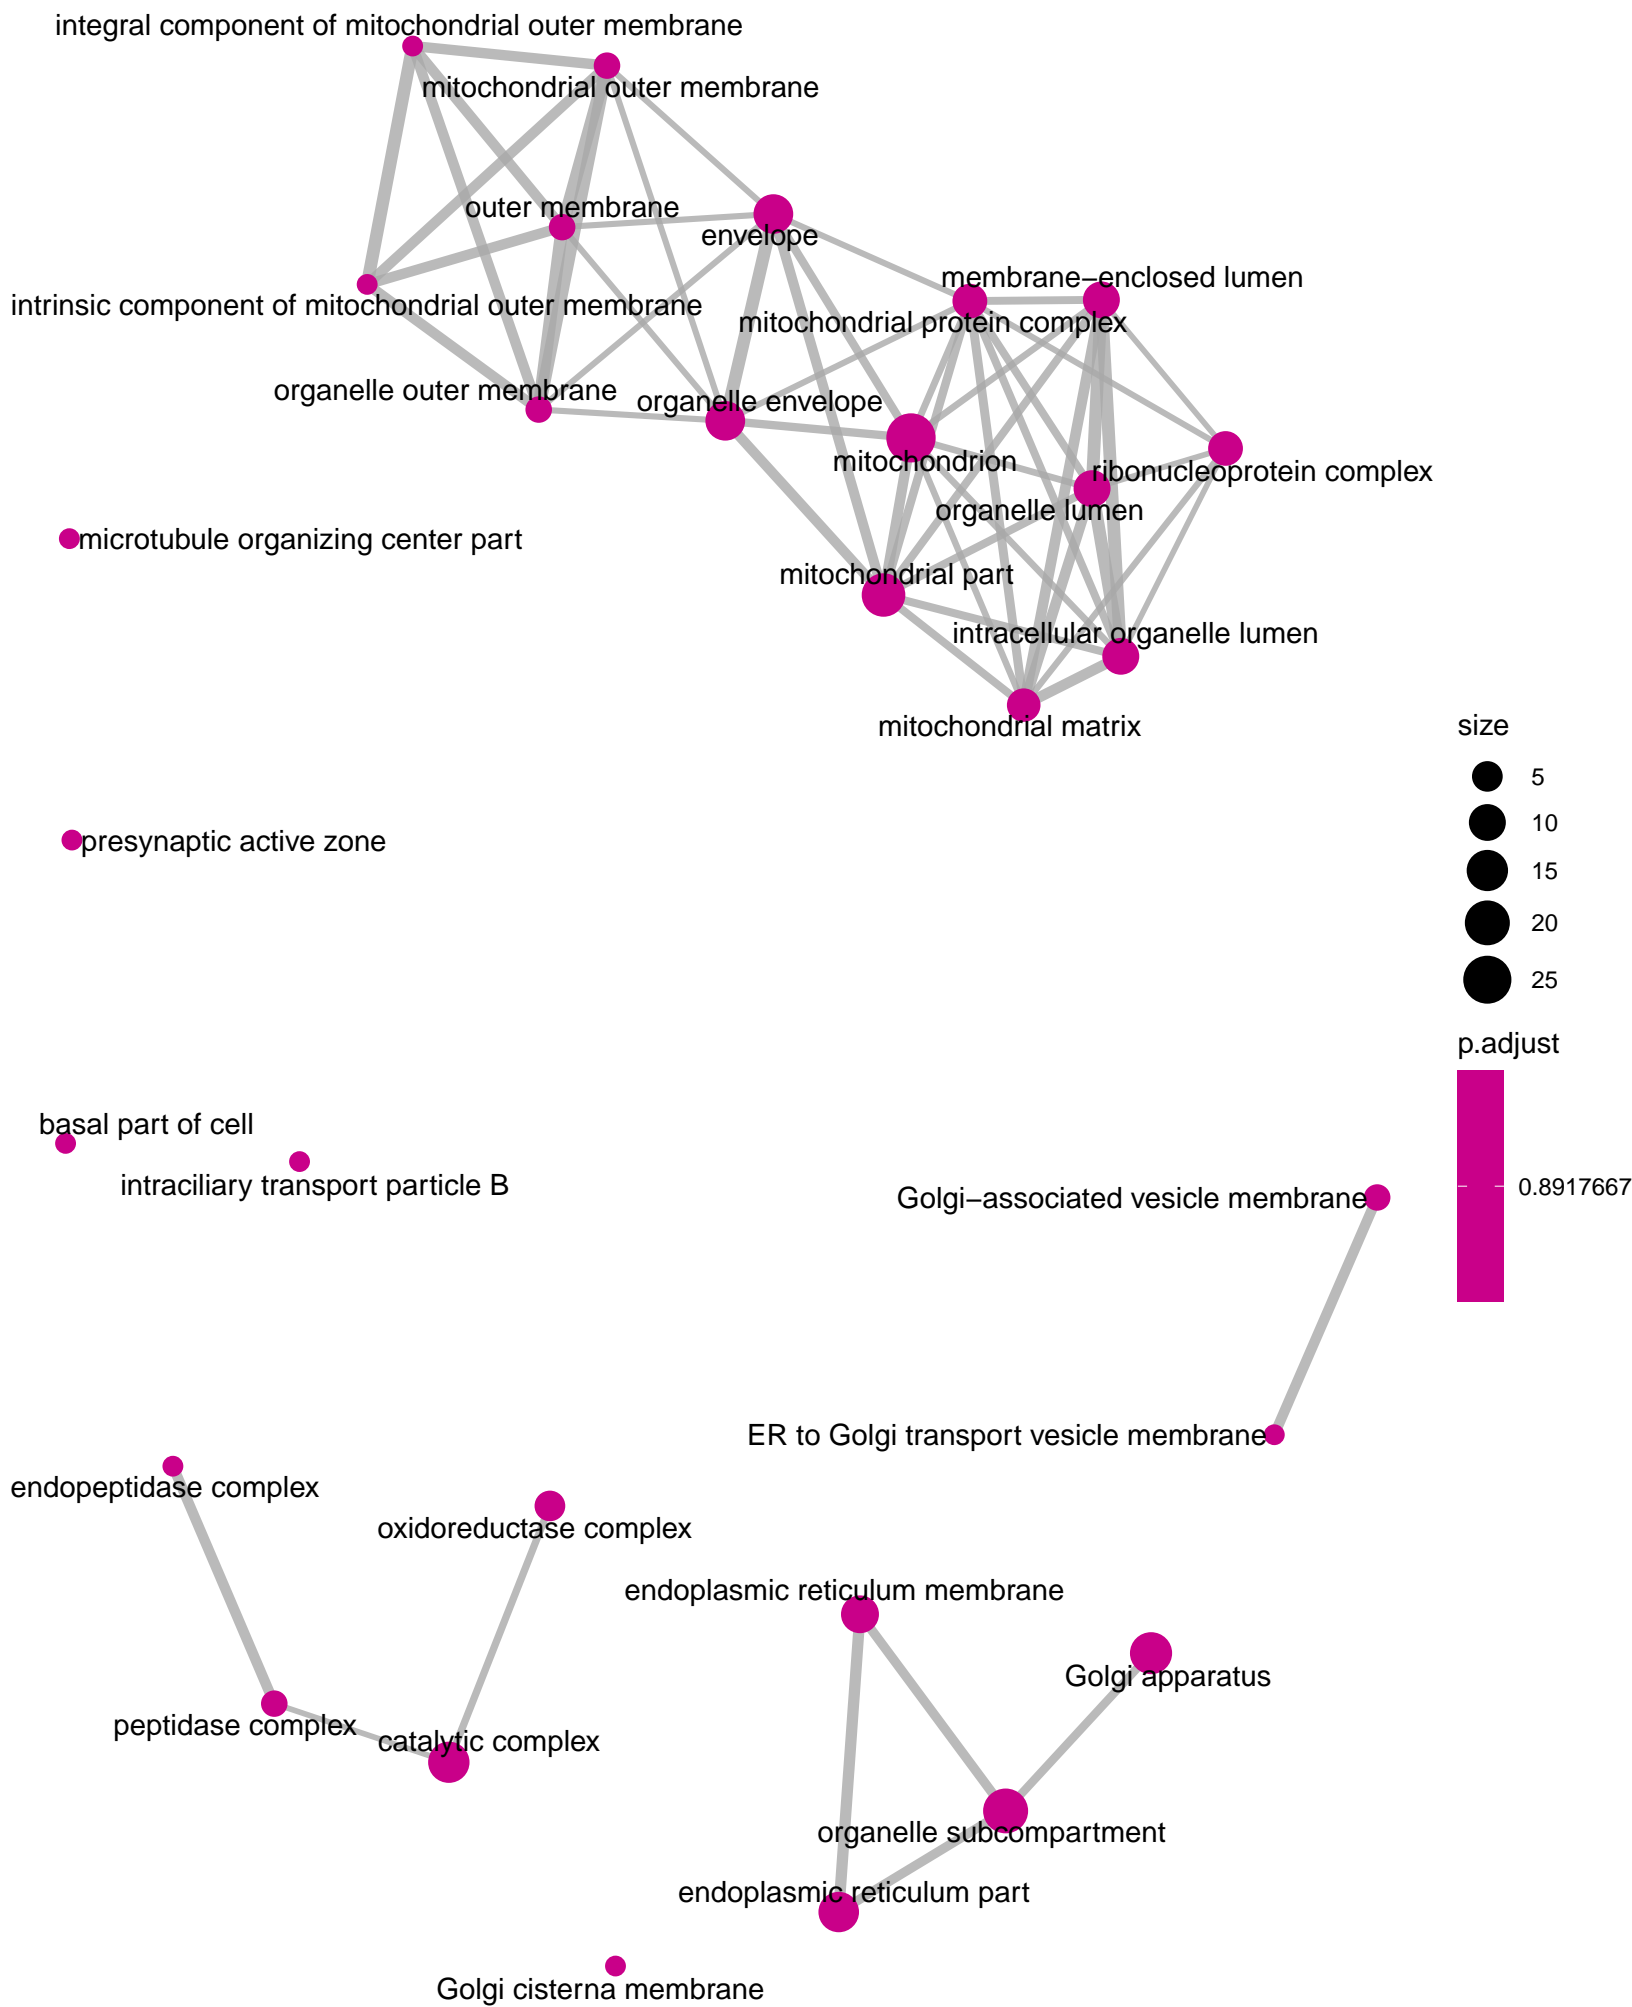 integral component of mitochondrial outer membrane
mitochondrial outer membrane
outer membrane
envelope
membrane−enclosed lumen
intrinsic component of mitochondrial outer membrane
mitochondrial protein complex
organelle outer membrane
organelle envelope
mitochondrion
ribonucleoprotein complex
organelle lumen
microtubule organizing center part
mitochondrial part
intracellular organelle lumen
mitochondrial matrix
size
5
10
15
20
25
presynaptic active zone
p.adjust
0.8917667
basal part of cell
intraciliary transport particle B
Golgi−associated vesicle membrane
ER to Golgi transport vesicle membrane
endopeptidase complex
oxidoreductase complex
endoplasmic reticulum membrane
Golgi apparatus
peptidase complex
catalytic complex
organelle subcompartment
endoplasmic reticulum part
Golgi cisterna membrane